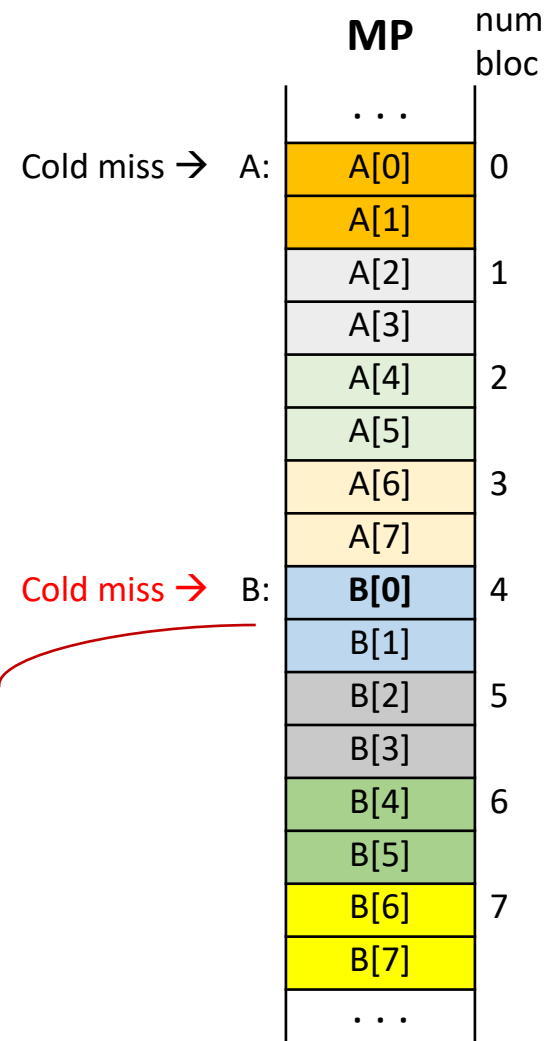 MP num
bloc
. . .
Cold miss → A: A[0] 0
A[1]
A[2] 1
A[3]
A[4] 2
A[5]
A[6] 3
A[7]
Cold miss → B: B[0] 4
B[1]
B[2] 5
B[3]
B[4] 6
B[5]
B[6] 7
B[7]
. . .